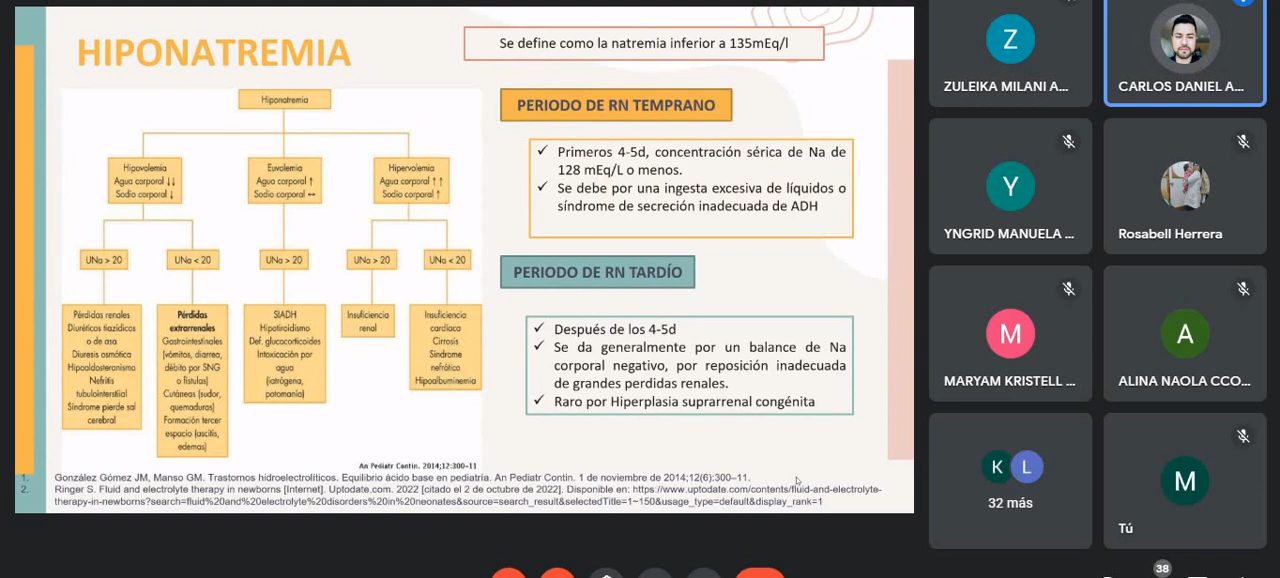 HIPONATREMIA
Se define como la natremia inferior a 135mEq/l
Hiponatremia
Hipovolemia
Agua corporal ↓↓
Sodio corporal ↓
Euvolemia
Agua corporal ↑
Sodio corporal ↔
Hipervolemia
Agua corporal ↑↑
Sodio corporal ↑
UNa > 20
UNa < 20
UNa > 20
UNa > 20
UNa < 20
Pérdidas renales
Diuréticos tiazídicos
o de asa
Diuresis osmótica
Hipoaldosteronismo
Nefritis
tubulointersticial
Síndrome pierde sal
cerebral
Pérdidas
extrarrenales
Gastrointestinales
(vómitos, diarrea,
débito por SNG
o fístulas)
Cutáneas (sudor,
quemaduras)
Formación tercer
espacio (ascitis,
edemas)
SIADH
Hipotiroidismo
Def. glucocorticoides
Intoxicación por
agua
(iatrógena,
potomanía)
Insuficiencia
renal
Insuficiencia
cardíaca
Cirrosis
Síndrome
nefrótico
Hipoalbuminemia
An Pediatr Contin. 2014;12:300-11
PERIODO DE RN TEMPRANO
✓ Primeros 4-5d, concentración sérica de Na de
128 mEq/L o menos.
✓ Se debe por una ingesta excesiva de líquidos o
síndrome de secreción inadecuada de ADH
PERIODO DE RN TARDÍO
✓ Después de los 4-5d
✓ Se da generalmente por un balance de Na
corporal negativo, por reposición inadecuada
de grandes perdidas renales.
✓ Raro por Hiperplasia suprarrenal congénita
1. González Gómez JM, Manso GM. Trastornos hidroelectrolíticos. Equilibrio ácido base en pediatría. An Pediatr Contin. 1 de noviembre de 2014;12(6):300–11.
2. Ringer S. Fluid and electrolyte therapy in newborns [Internet]. Uptodate.com. 2022 [citado el 2 de octubre de 2022]. Disponible en: https://www.uptodate.com/contents/fluid-and-electrolyte-
therapy-in-newborns?search=fluid%20and%20electrolyte%20disorders%20in%20neonates&source=search_result&selectedTitle=1~150&usage_type=default&display_rank=1
Z
ZULEIKA MILANI A...
CARLOS DANIEL A...
Y
YNGRID MANUELA ...
Rosabell Herrera
M
MARYAM KRISTELL ...
A
ALINA NAOLA CCO...
K L
32 más
M
Tú
38